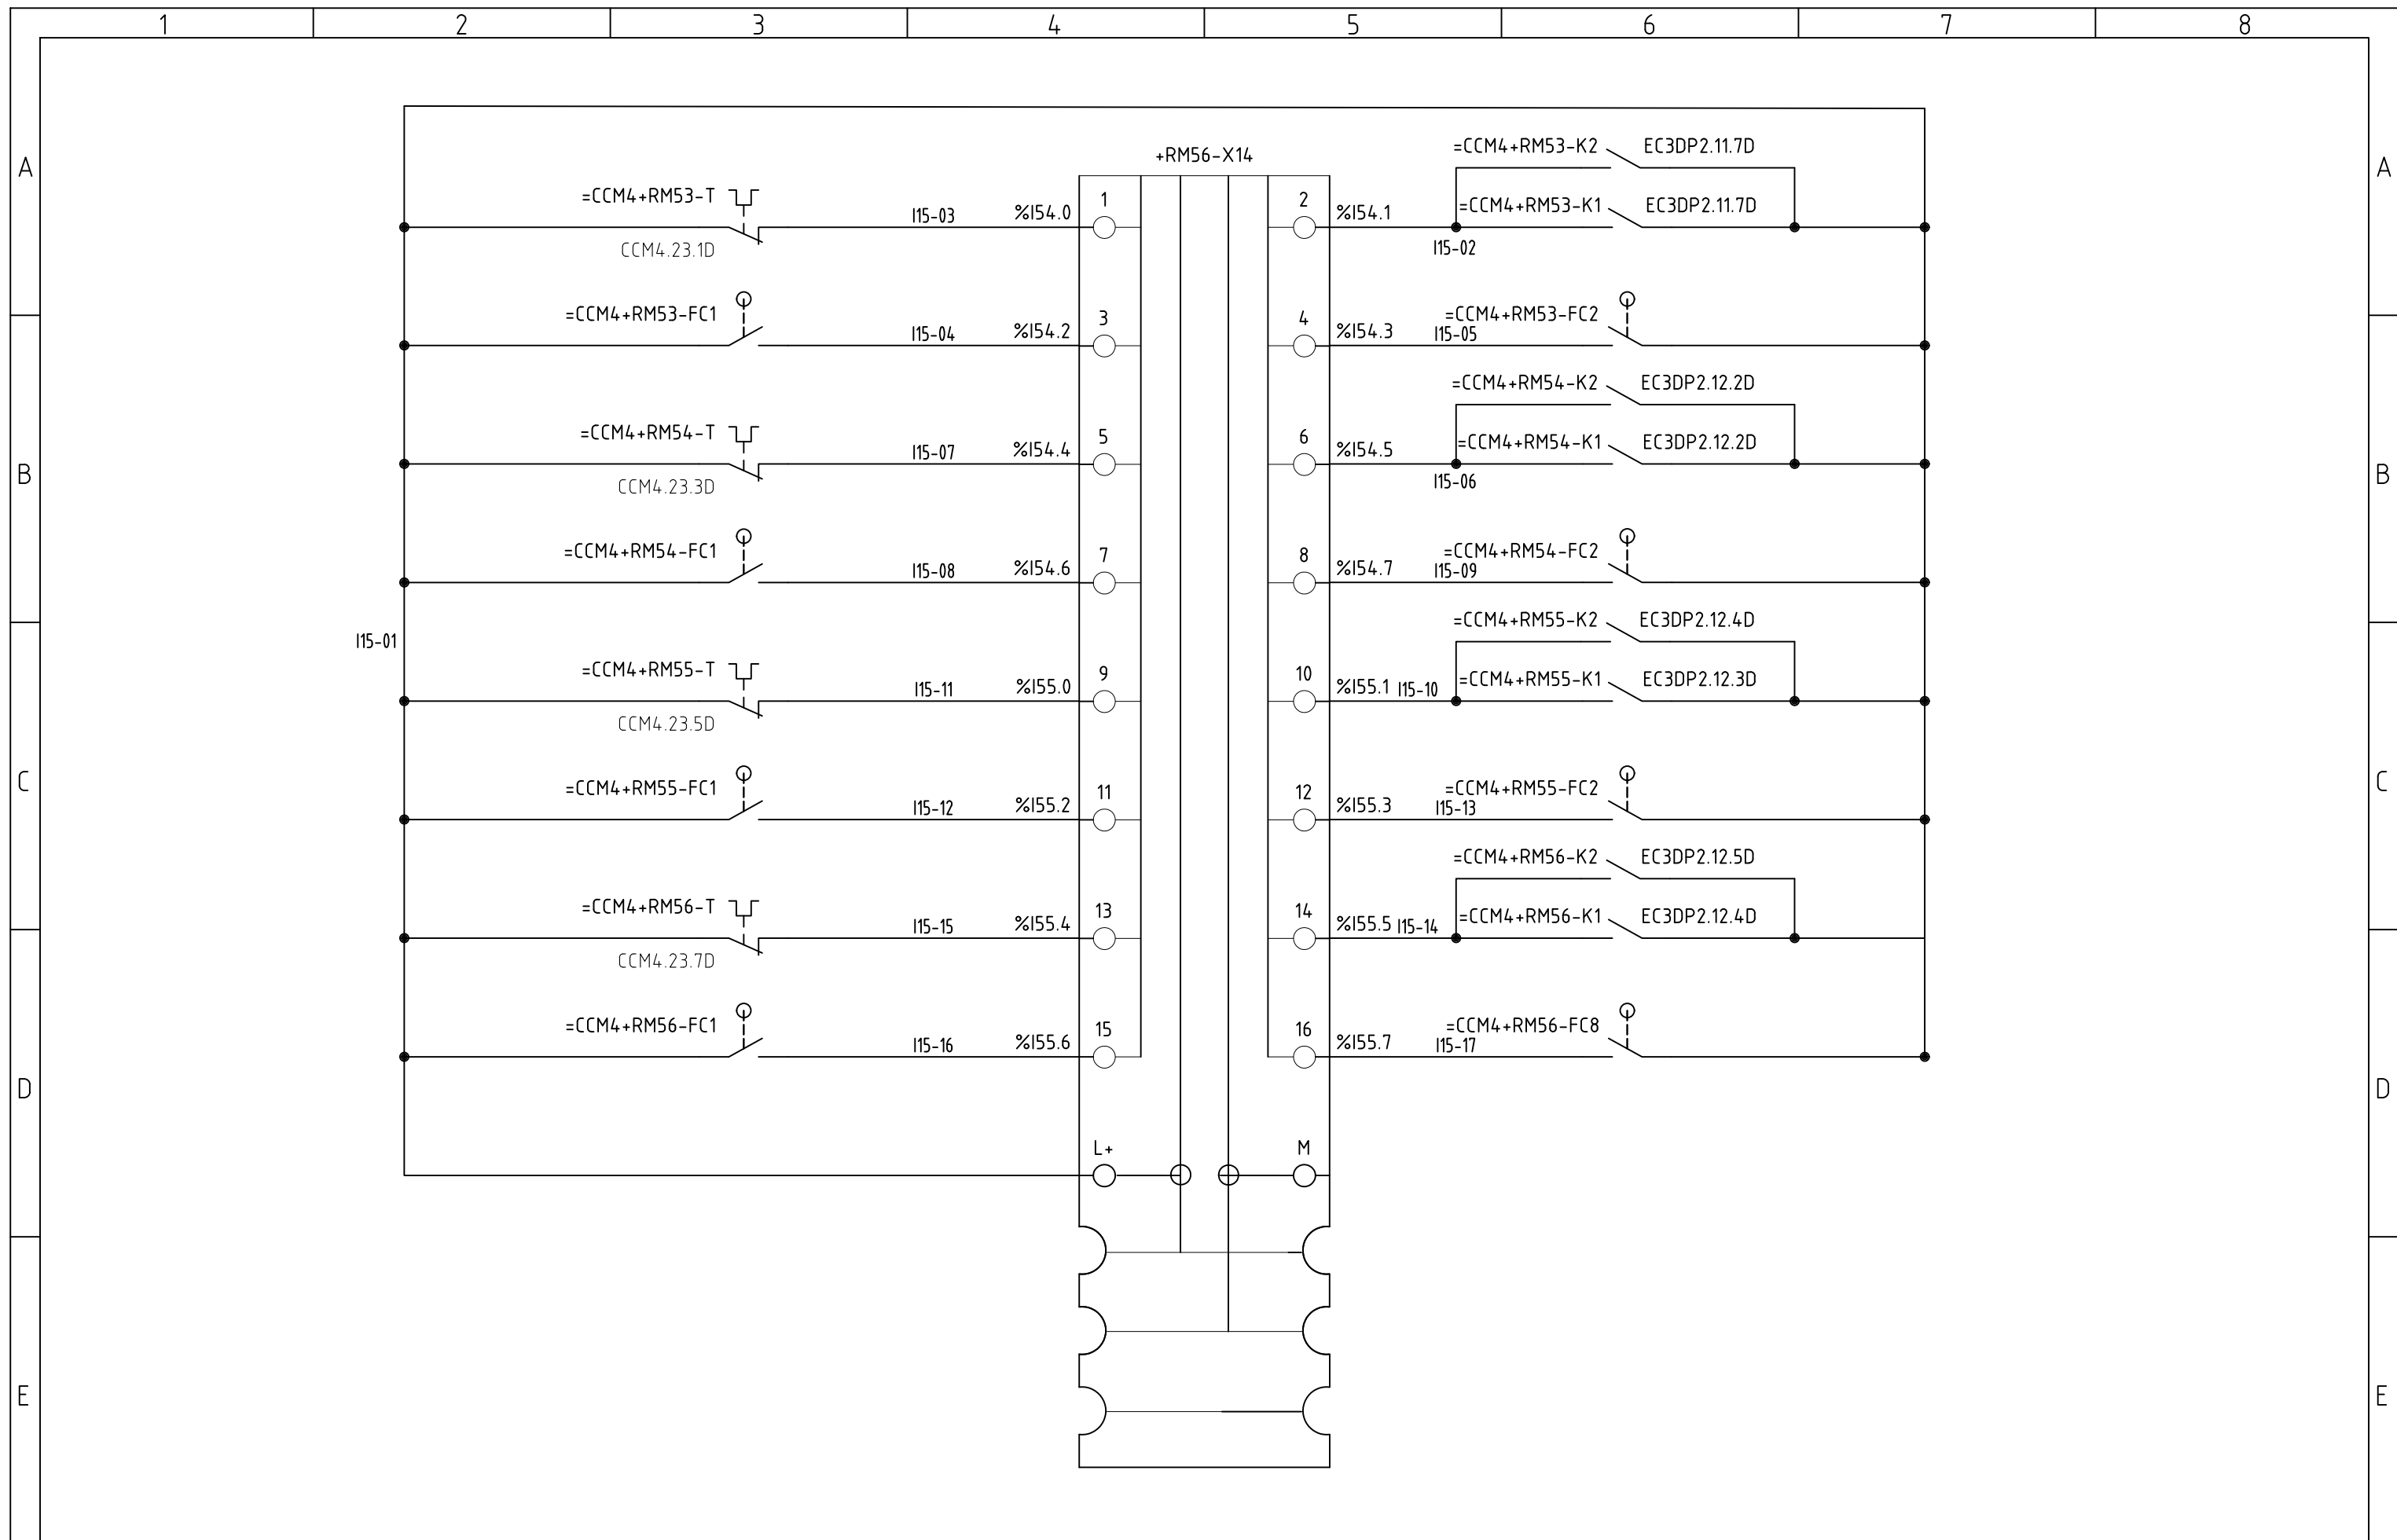 1 2 3 4 5 6 7 8
+RM56-X14
A A
=CCM4+RM53-K2 EC3DP2.11.7D
=CCM4+RM53-T I15-03 %I54.0 1 2 %I54.1 =CCM4+RM53-K1 EC3DP2.11.7D
CCM4.23.1D I15-02
=CCM4+RM53-FC1 I15-04 %I54.2 3 4 %I54.3 I15-05 =CCM4+RM53-FC2
=CCM4+RM54-K2 EC3DP2.12.2D
=CCM4+RM54-T I15-07 %I54.4 5 6 %I54.5 =CCM4+RM54-K1 EC3DP2.12.2D
B B
CCM4.23.3D I15-06
=CCM4+RM54-FC1 I15-08 %I54.6 7 8 %I54.7 I15-09 =CCM4+RM54-FC2
=CCM4+RM55-K2 EC3DP2.12.4D
I15-01
=CCM4+RM55-T I15-11 %I55.0 9 10 %I55.1 I15-10 =CCM4+RM55-K1 EC3DP2.12.3D
CCM4.23.5D
C C
=CCM4+RM55-FC1 I15-12 %I55.2 11 12 %I55.3 I15-13 =CCM4+RM55-FC2
=CCM4+RM56-K2 EC3DP2.12.5D
=CCM4+RM56-T I15-15 %I55.4 13 14 %I55.5 I15-14 =CCM4+RM56-K1 EC3DP2.12.4D
CCM4.23.7D
=CCM4+RM56-FC1 I15-16 %I55.6 15 16 %I55.7 I15-17 =CCM4+RM56-FC8
D D
L+ M
E E